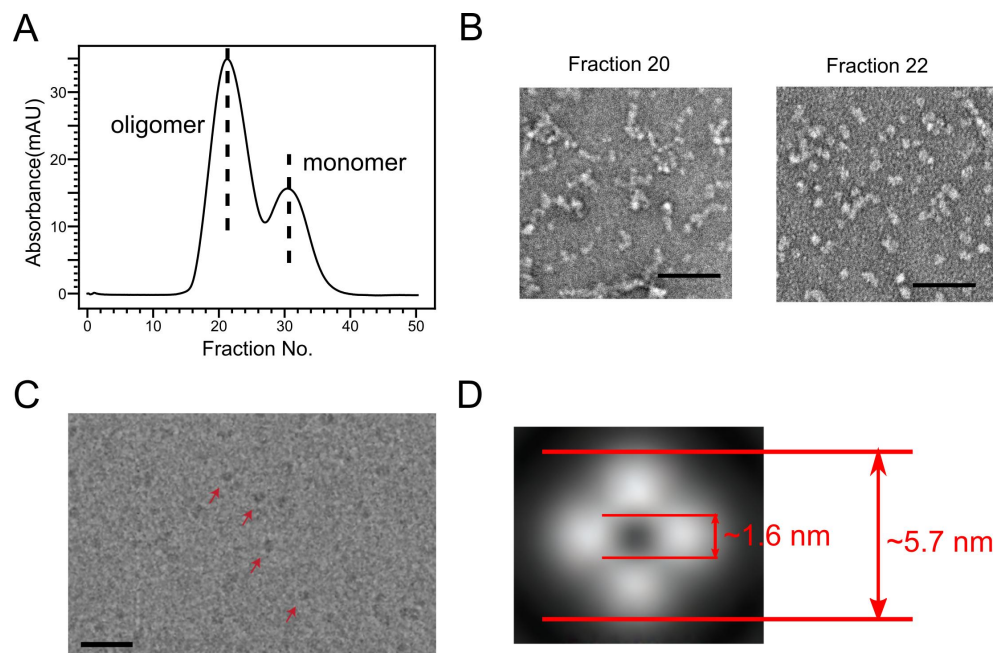 A
Absorbance(mAU)
30
20
10
0
oligomer
monomer
0
10
20
30
40
50
Fraction No.
B
Fraction 20
Fraction 22
C
D
~1.6 nm
~5.7 nm